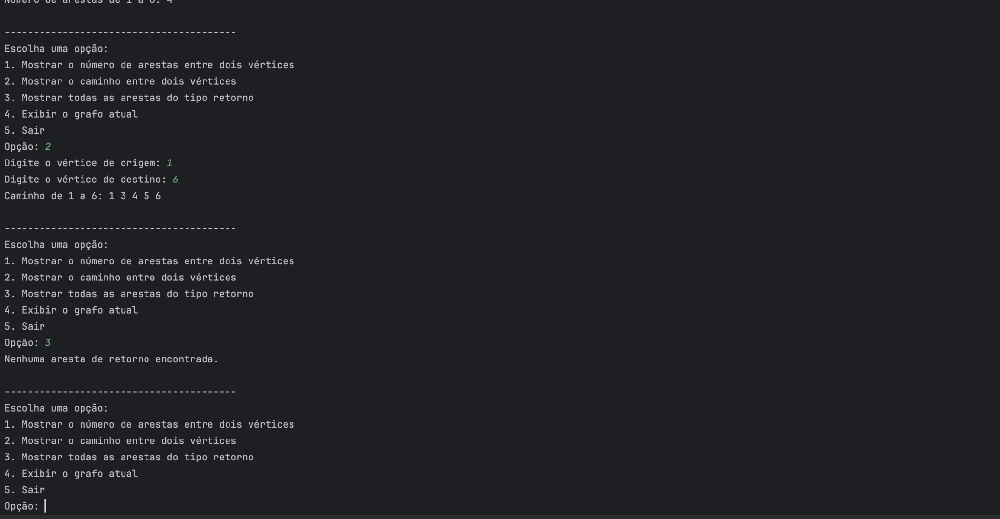 Número de arestas de 1 a 6: 4
----------------------------------------
Escolha uma opção:
1. Mostrar o número de arestas entre dois vértices
2. Mostrar o caminho entre dois vértices
3. Mostrar todas as arestas do tipo retorno
4. Exibir o grafo atual
5. Sair
Opção: 2
Digite o vértice de origem: 1
Digite o vértice de destino: 6
Caminho de 1 a 6: 1 3 4 5 6
----------------------------------------
Escolha uma opção:
1. Mostrar o número de arestas entre dois vértices
2. Mostrar o caminho entre dois vértices
3. Mostrar todas as arestas do tipo retorno
4. Exibir o grafo atual
5. Sair
Opção: 3
Nenhuma aresta de retorno encontrada.
----------------------------------------
Escolha uma opção:
1. Mostrar o número de arestas entre dois vértices
2. Mostrar o caminho entre dois vértices
3. Mostrar todas as arestas do tipo retorno
4. Exibir o grafo atual
5. Sair
Opção: